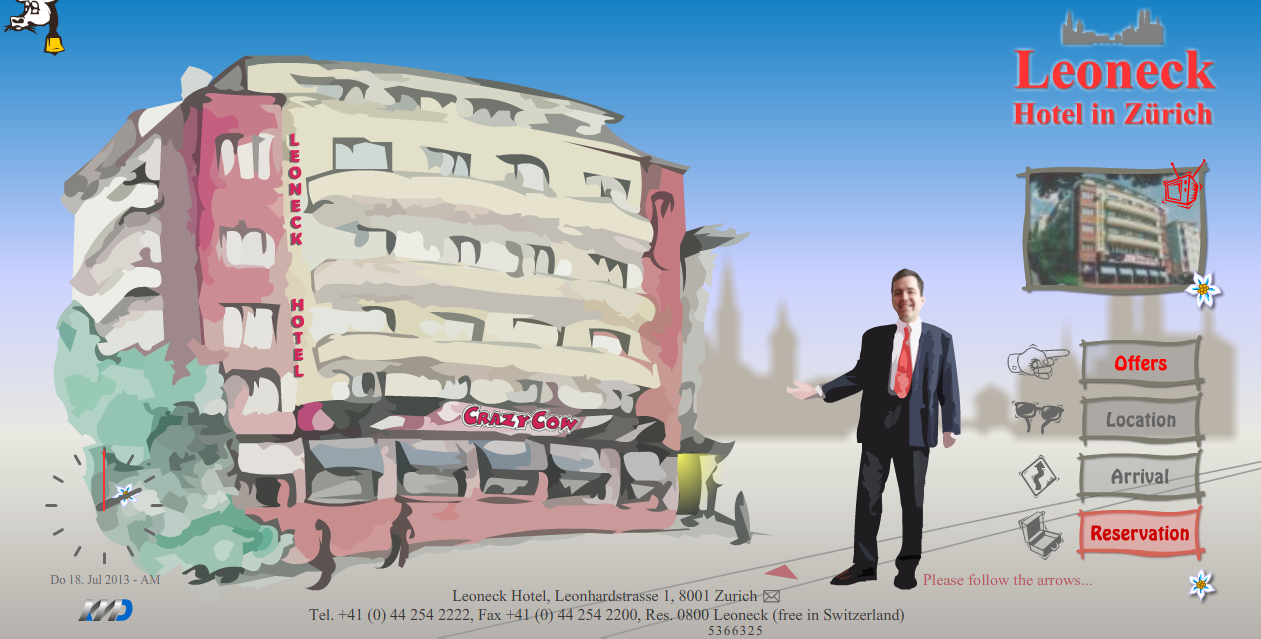 Leoneck
Hotel in Zürich
LEONECK HOTEL
CRAZY COW
Offers
Location
Arrival
Reservation
Please follow the arrows...
Do 18. Jul 2013 - AM
Leoneck Hotel, Leonhardstrasse 1, 8001 Zurich
Tel. +41 (0) 44 254 2222, Fax +41 (0) 44 254 2200, Res. 0800 Leoneck (free in Switzerland)
5366325